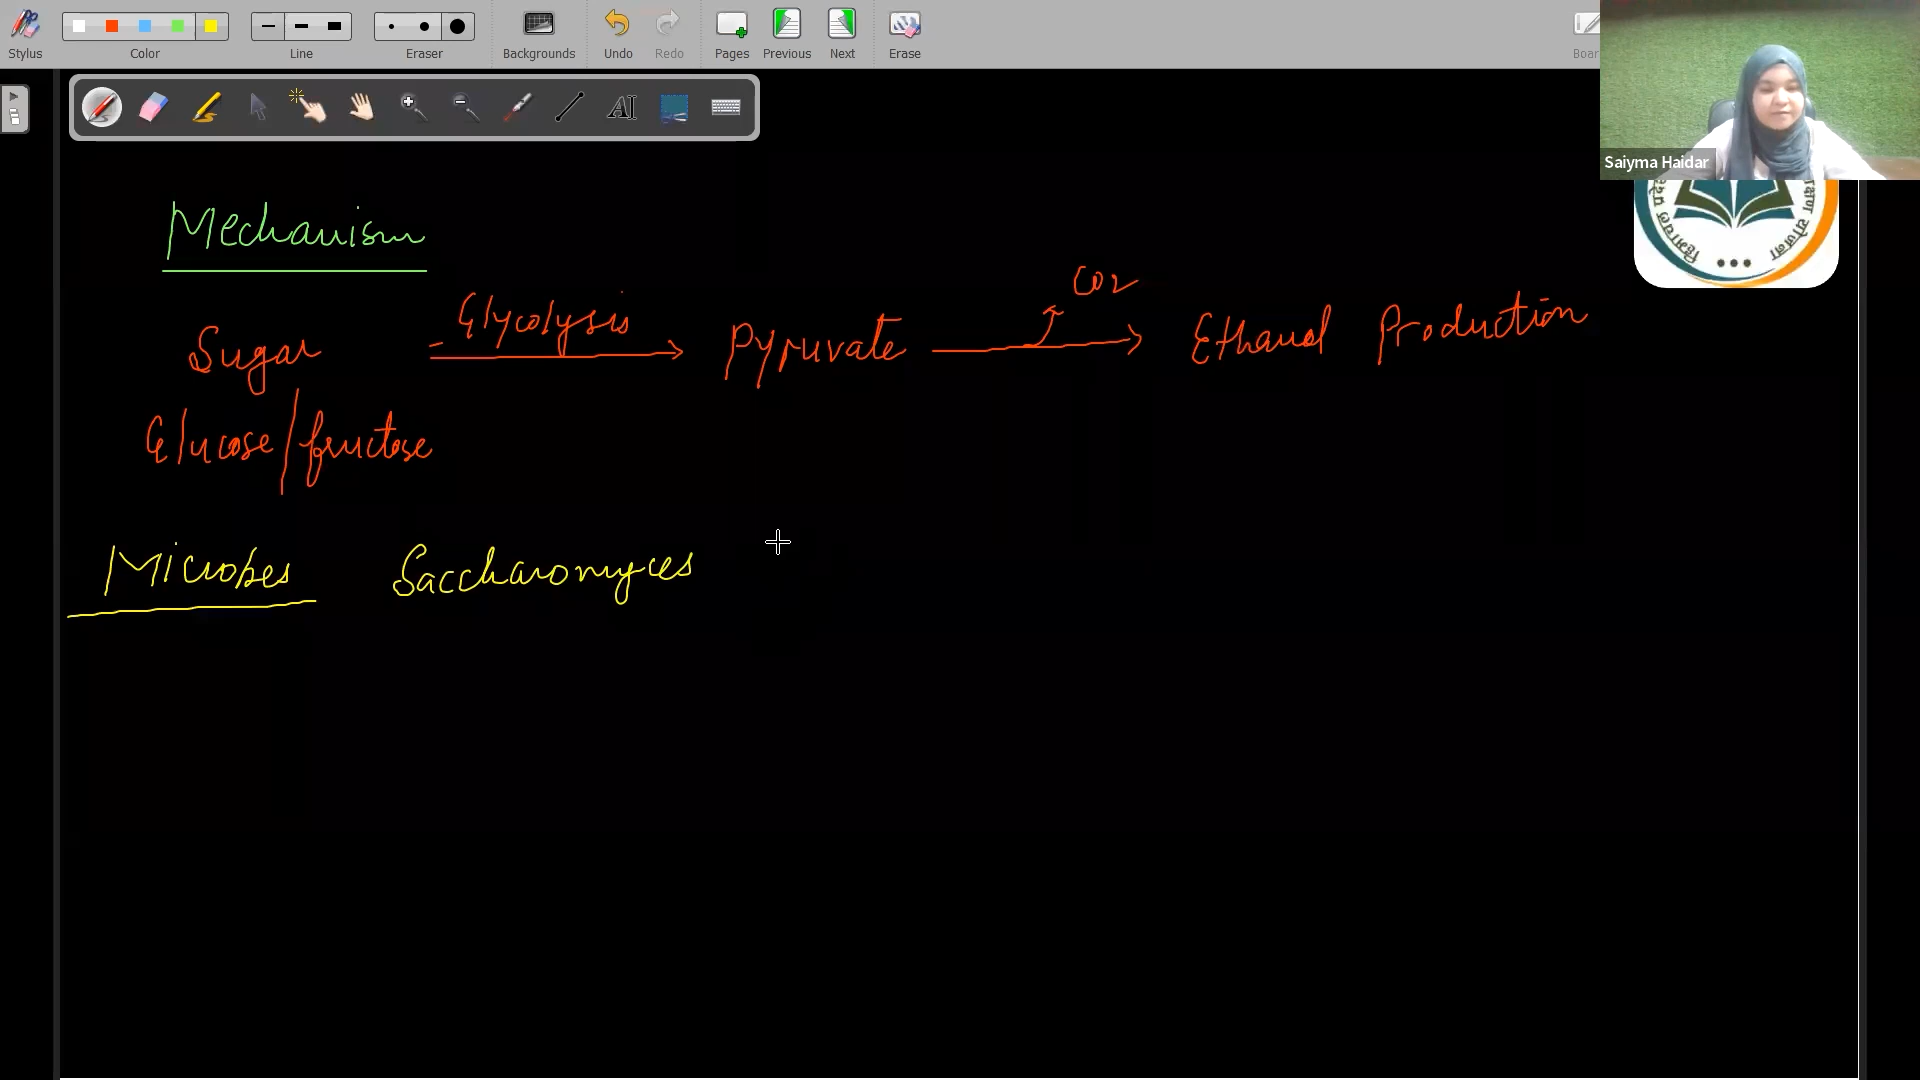 Stylus Color Line Eraser Backgrounds Undo Redo Pages Previous Next Erase Boar
Saiyma Haidar
Mechanism
CO2
Glycolysis
Sugar Pyruvate Ethanol Production
Glucose/fructose
Microbes Saccharomyces